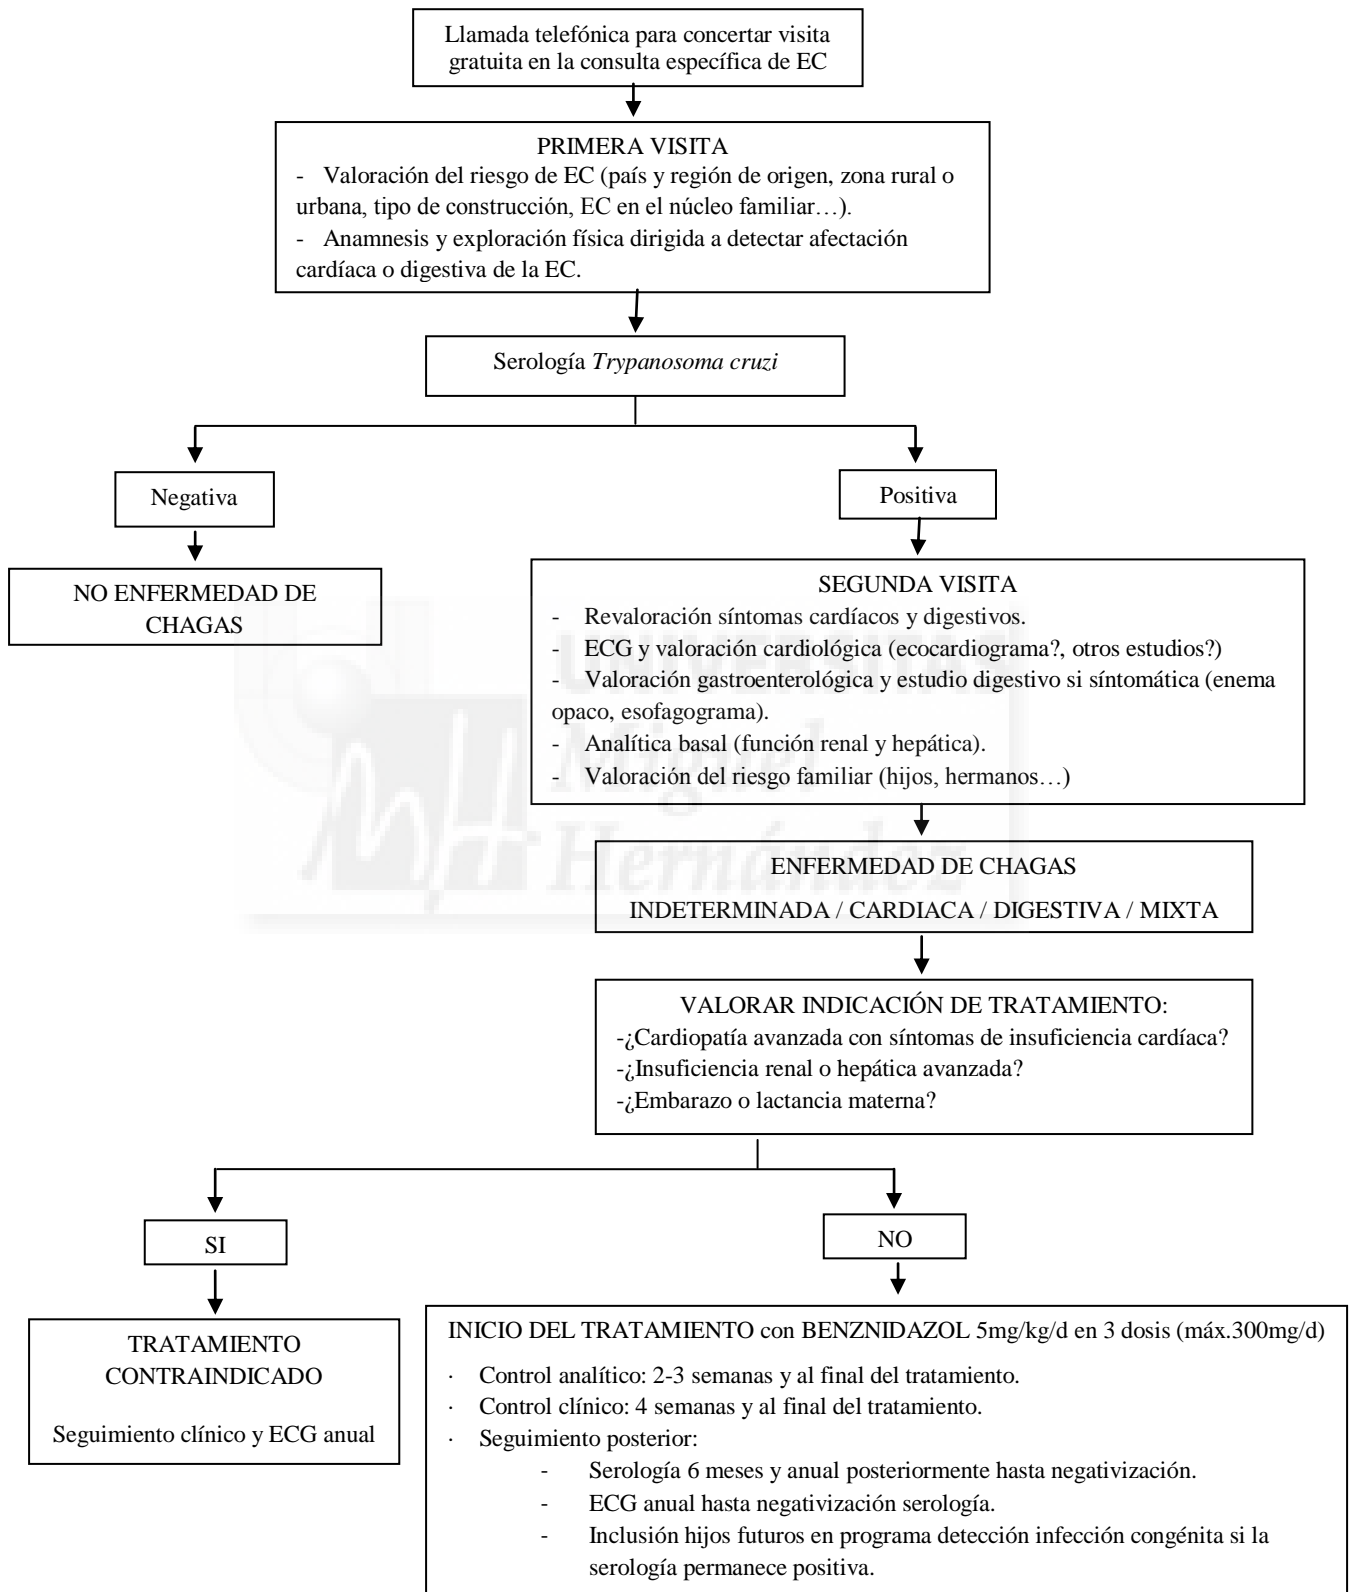 Llamada telefónica para concertar visita
gratuita en la consulta específica de EC
PRIMERA VISITA
- Valoración del riesgo de EC (país y región de origen, zona rural o
urbana, tipo de construcción, EC en el núcleo familiar…).
- Anamnesis y exploración física dirigida a detectar afectación
cardíaca o digestiva de la EC.
Serología Trypanosoma cruzi
Negativa
Positiva
NO ENFERMEDAD DE
CHAGAS
SEGUNDA VISITA
- Revaloración síntomas cardíacos y digestivos.
- ECG y valoración cardiológica (ecocardiograma?, otros estudios?)
- Valoración gastroenterológica y estudio digestivo si síntomática (enema
opaco, esofagograma).
- Analítica basal (función renal y hepática).
- Valoración del riesgo familiar (hijos, hermanos…)
UNIVERSITAS
Miguel
Hernández
ENFERMEDAD DE CHAGAS
INDETERMINADA / CARDIACA / DIGESTIVA / MIXTA
VALORAR INDICACIÓN DE TRATAMIENTO:
-¿Cardiopatía avanzada con síntomas de insuficiencia cardíaca?
-¿Insuficiencia renal o hepática avanzada?
-¿Embarazo o lactancia materna?
SI
NO
TRATAMIENTO
CONTRAINDICADO
Seguimiento clínico y ECG anual
INICIO DEL TRATAMIENTO con BENZNIDAZOL 5mg/kg/d en 3 dosis (máx.300mg/d)
· Control analítico: 2-3 semanas y al final del tratamiento.
· Control clínico: 4 semanas y al final del tratamiento.
· Seguimiento posterior:
- Serología 6 meses y anual posteriormente hasta negativización.
- ECG anual hasta negativización serología.
- Inclusión hijos futuros en programa detección infección congénita si la
serología permanece positiva.